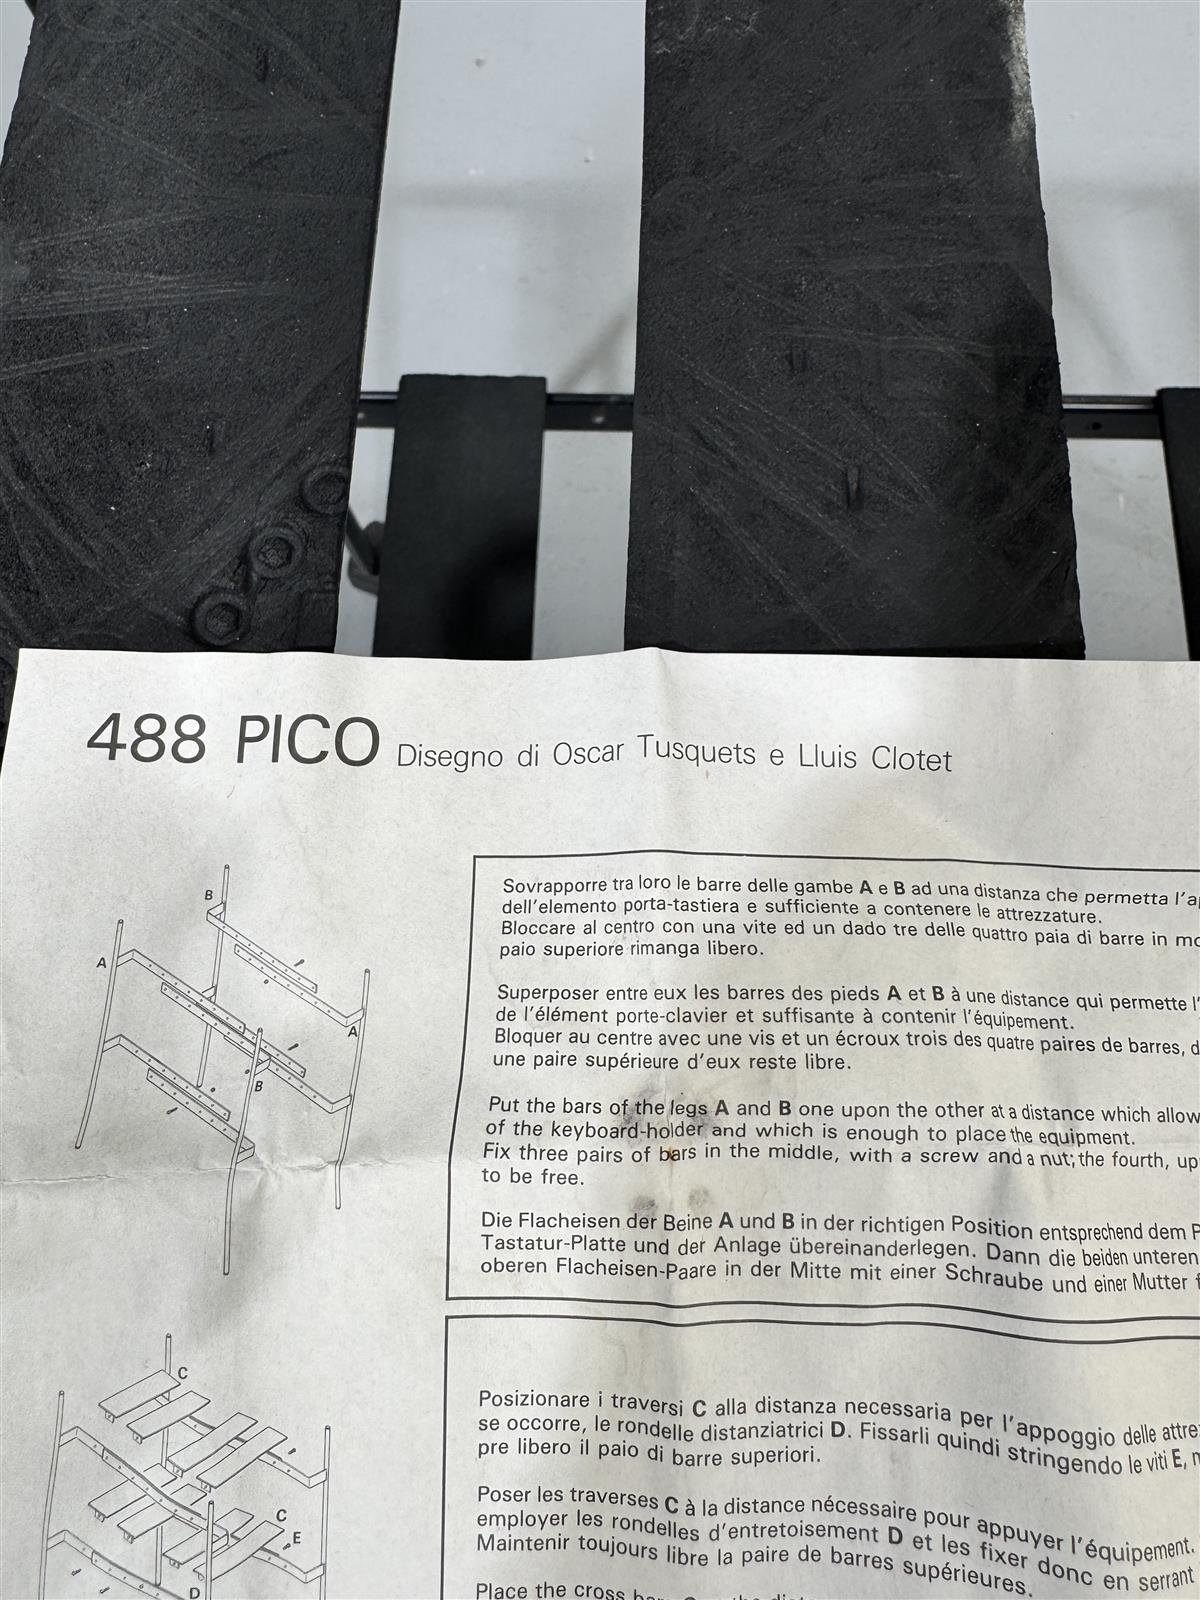 488 PICO Disegno di Oscar Tusquets e Lluis Clotet
B
A
A
B
Sovrapporre tra loro le barre delle gambe A e B ad una distanza che permetta l'ap
dell'elemento porta-tastiera e sufficiente a contenere le attrezzature.
Bloccare al centro con una vite ed un dado tre delle quattro paia di barre in mo
paio superiore rimanga libero.
Superposer entre eux les barres des pieds A et B à une distance qui permette l'
de l'élément porte-clavier et suffisante à contenir l'équipement.
Bloquer au centre avec une vis et un écroux trois des quatre paires de barres, d
une paire supérieure d'eux reste libre.
Put the bars of the legs A and B one upon the other at a distance which allow
of the keyboard-holder and which is enough to place the equipment.
Fix three pairs of bars in the middle, with a screw and a nut; the fourth, up
to be free.
Die Flacheisen der Beine A und B in der richtigen Position entsprechend dem P
Tastatur-Platte und der Anlage übereinanderlegen. Dann die beiden unteren
oberen Flacheisen-Paare in der Mitte mit einer Schraube und einer Mutter f
C
C
E
D
Posizionare i traversi C alla distanza necessaria per l'appoggio delle attre
se occorre, le rondelle distanziatrici D. Fissarli quindi stringendo le viti E, m
pre libero il paio di barre superiori.
Poser les traverses C à la distance nécessaire pour appuyer l'équipement.
employer les rondelles d'entretoisement D et les fixer donc en serrant
Maintenir toujours libre la paire de barres supérieures.
Place the cross